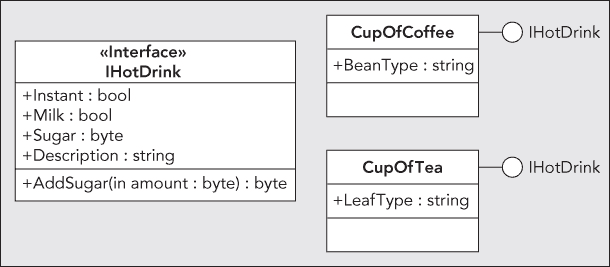 «Interface»
IHotDrink
+Instant : bool
+Milk : bool
+Sugar : byte
+Description : string
+AddSugar(in amount : byte) : byte
CupOfCoffee
+BeanType : string
IHotDrink
CupOfTea
+LeafType : string
IHotDrink